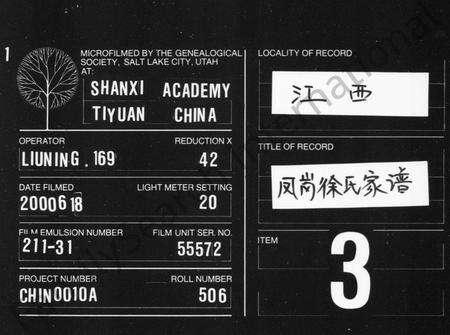 1
MICROFILMED BY THE GENEALOGICAL
SOCIETY, SALT LAKE CITY, UTAH
AT:
SHANXI ACADEMY
TIYUAN CHINA
OPERATOR REDUCTION X
LIUNING.169 42
DATE FILMED LIGHT METER SETTING
2000618 20
FILM EMULSION NUMBER FILM UNIT SER. NO.
211-31 55572
PROJECT NUMBER ROLL NUMBER
CHIN0010A 506
LOCALITY OF RECORD
江西
TITLE OF RECORD
凤岗徐氏家谱
ITEM
3